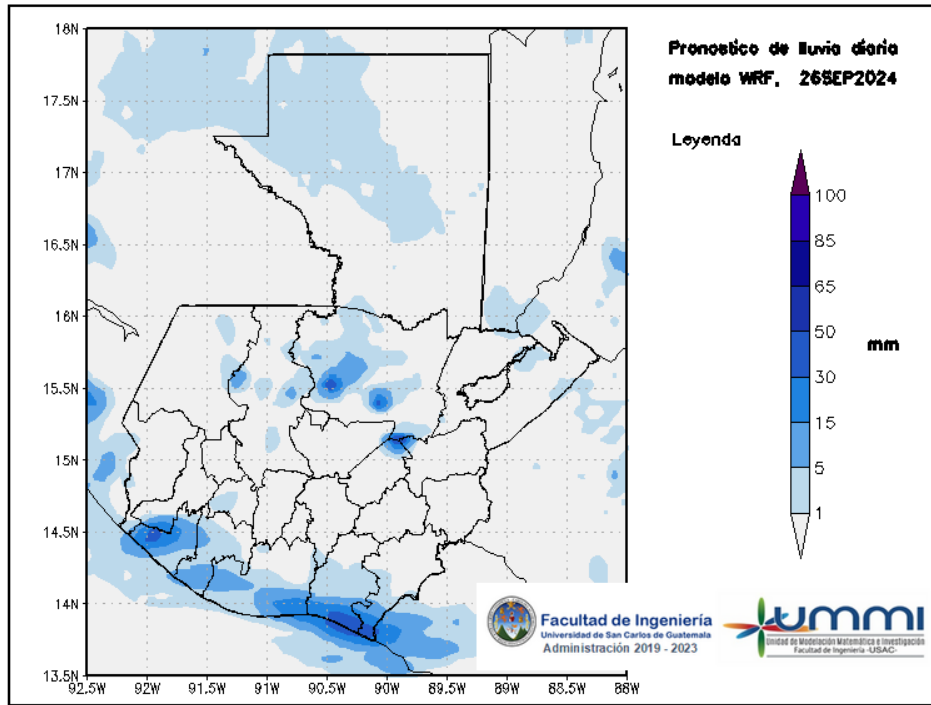 Pronostico de lluvia diaria
modelo WRF, 26SEP2024
Leyenda
100
85
65
50
30
15
5
1
mm
18N
17.5N
17N
16.5N
16N
15.5N
15N
14.5N
14N
13.5N
92.5W
92W
91.5W
91W
90.5W
90W
89.5W
89W
88.5W
88W
Facultad de Ingeniería
Universidad de San Carlos de Guatemala
Administración 2019 - 2023
ummi
Unidad de Modelación Matemática e Investigación
Facultad de Ingeniería -USAC-